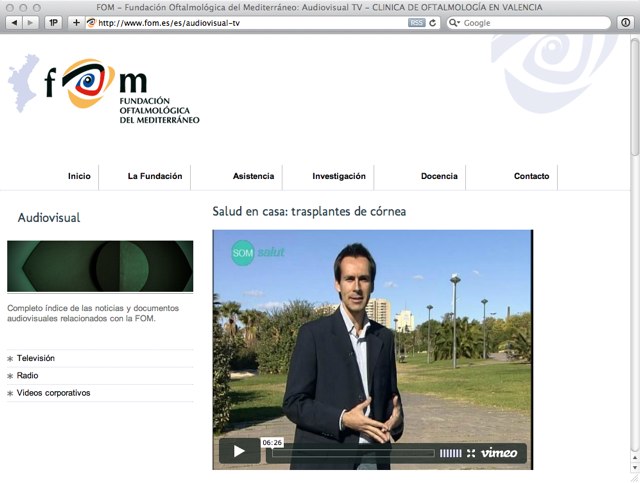 FOM – Fundación Oftalmológica del Mediterráneo: Audiovisual TV – CLINICA DE OFTALMOLOGÍA EN VALENCIA
1P
http://www.fom.es/es/audiovisual-tv
RSS
Google
fom
FUNDACIÓN
OFTALMOLÓGICA
DEL MEDITERRÁNEO
Inicio
La Fundación
Asistencia
Investigación
Docencia
Contacto
Audiovisual
Completo índice de las noticias y documentos
audiovisuales relacionados con la FOM.
Televisión
Radio
Videos corporativos
Salud en casa: trasplantes de córnea
SOM salut
06:26
vimeo